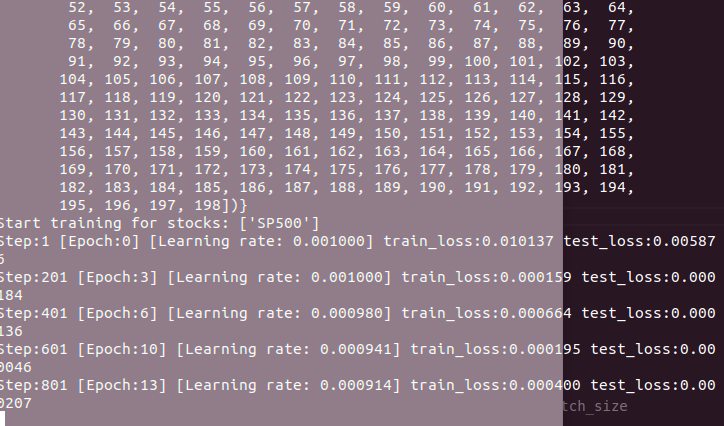 52, 53, 54, 55, 56, 57, 58, 59, 60, 61, 62, 63, 64,
65, 66, 67, 68, 69, 70, 71, 72, 73, 74, 75, 76, 77,
78, 79, 80, 81, 82, 83, 84, 85, 86, 87, 88, 89, 90,
91, 92, 93, 94, 95, 96, 97, 98, 99, 100, 101, 102, 103,
104, 105, 106, 107, 108, 109, 110, 111, 112, 113, 114, 115, 116,
117, 118, 119, 120, 121, 122, 123, 124, 125, 126, 127, 128, 129,
130, 131, 132, 133, 134, 135, 136, 137, 138, 139, 140, 141, 142,
143, 144, 145, 146, 147, 148, 149, 150, 151, 152, 153, 154, 155,
156, 157, 158, 159, 160, 161, 162, 163, 164, 165, 166, 167, 168,
169, 170, 171, 172, 173, 174, 175, 176, 177, 178, 179, 180, 181,
182, 183, 184, 185, 186, 187, 188, 189, 190, 191, 192, 193, 194,
195, 196, 197, 198])}
Start training for stocks: ['SP500']
Step:1 [Epoch:0] [Learning rate: 0.001000] train_loss:0.010137 test_loss:0.00587
6
Step:201 [Epoch:3] [Learning rate: 0.001000] train_loss:0.000159 test_loss:0.000
184
Step:401 [Epoch:6] [Learning rate: 0.000980] train_loss:0.000664 test_loss:0.000
136
Step:601 [Epoch:10] [Learning rate: 0.000941] train_loss:0.000195 test_loss:0.00
0046
Step:801 [Epoch:13] [Learning rate: 0.000914] train_loss:0.000400 test_loss:0.00
0207
tch_size